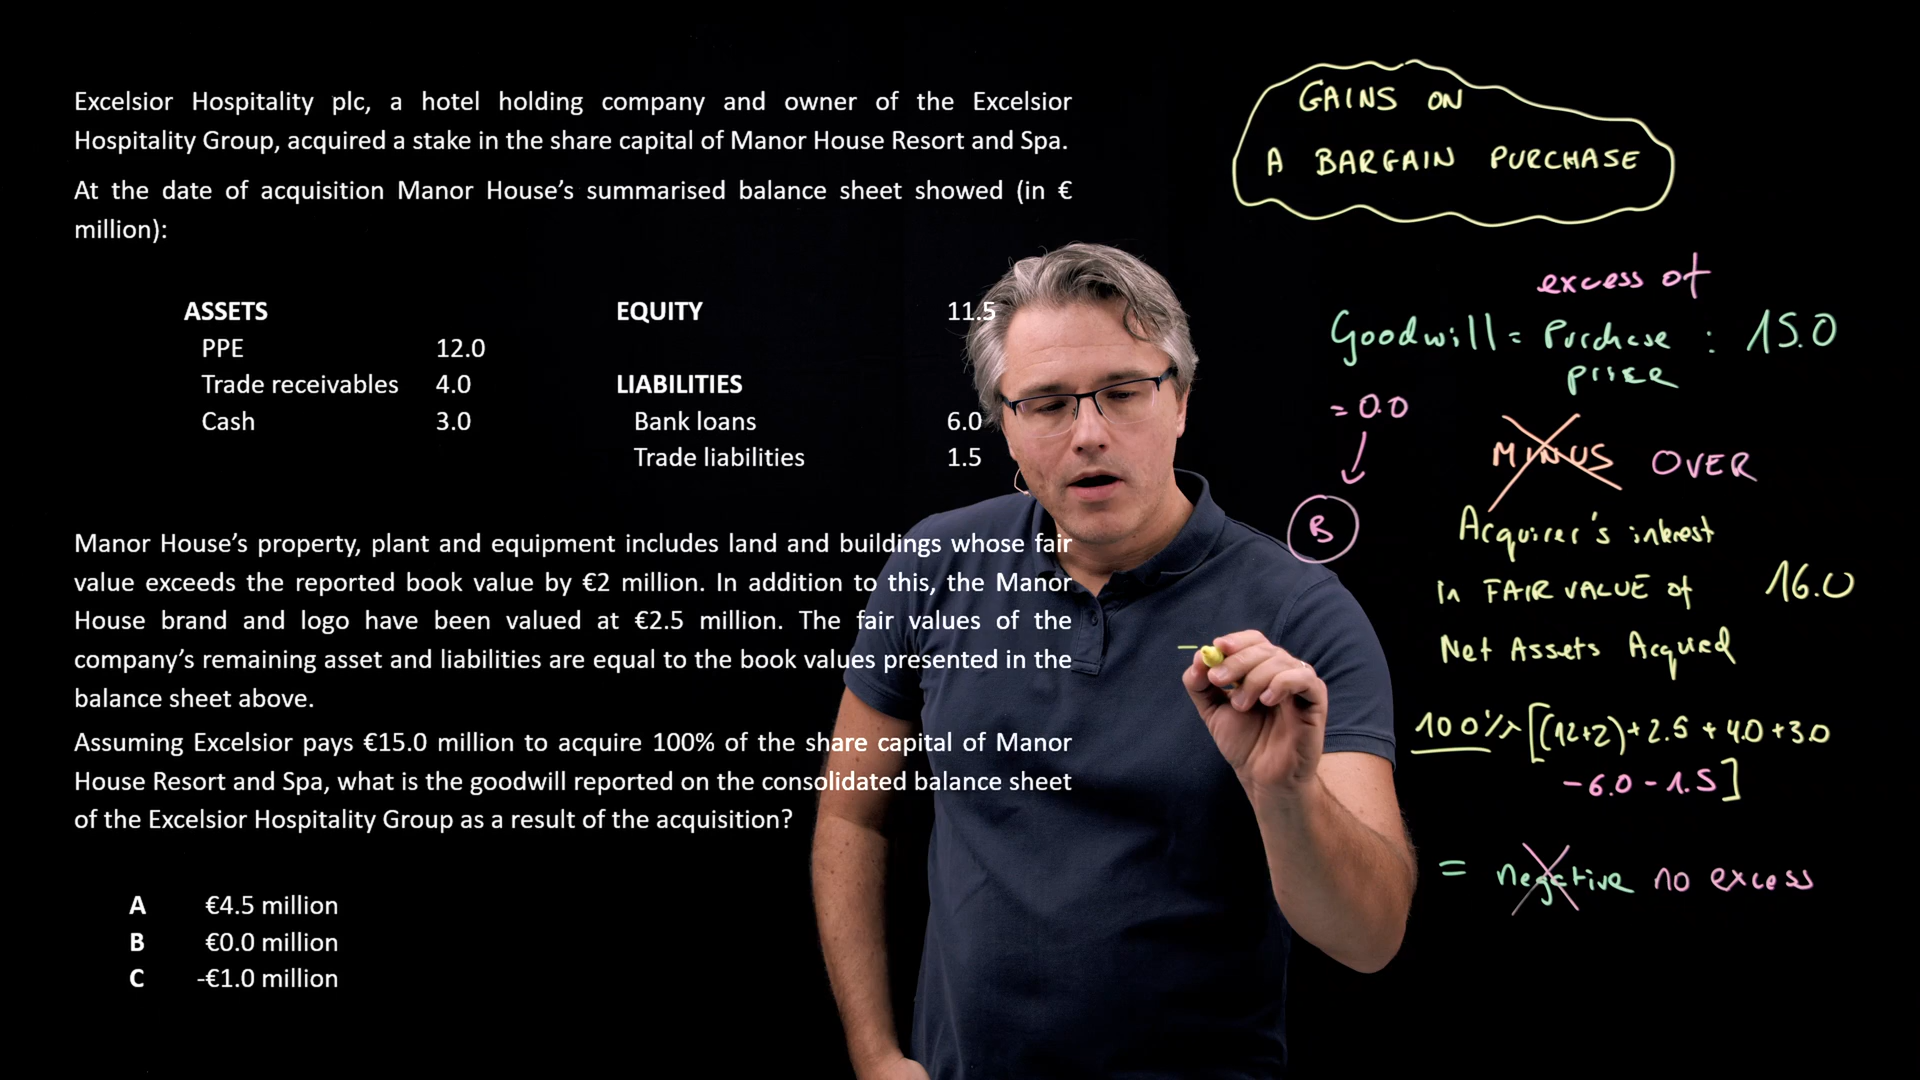 Excelsior Hospitality plc, a hotel holding company and owner of the Excelsior
Hospitality Group, acquired a stake in the share capital of Manor House Resort and Spa.
At the date of acquisition Manor House's summarised balance sheet showed (in €
million):
ASSETS
PPE 12.0
Trade receivables 4.0
Cash 3.0
EQUITY 11.5
LIABILITIES
Bank loans 6.0
Trade liabilities 1.5
Manor House's property, plant and equipment includes land and buildings whose fair
value exceeds the reported book value by €2 million. In addition to this, the Manor
House brand and logo have been valued at €2.5 million. The fair values of the
company's remaining asset and liabilities are equal to the book values presented in the
balance sheet above.
Assuming Excelsior pays €15.0 million to acquire 100% of the share capital of Manor
House Resort and Spa, what is the goodwill reported on the consolidated balance sheet
of the Excelsior Hospitality Group as a result of the acquisition?
A €4.5 million
B €0.0 million
C -€1.0 million
GAINS ON
A BARGAIN PURCHASE
excess of
Goodwill = Purchase : 15.0
price
= 0.0
MINUS OVER
B
Acquirer's interest
in FAIR VALUE of 16.0
Net Assets Acquired
100% [(12+2)+2.5+4.0+3.0
-6.0-1.5]
= negative no excess